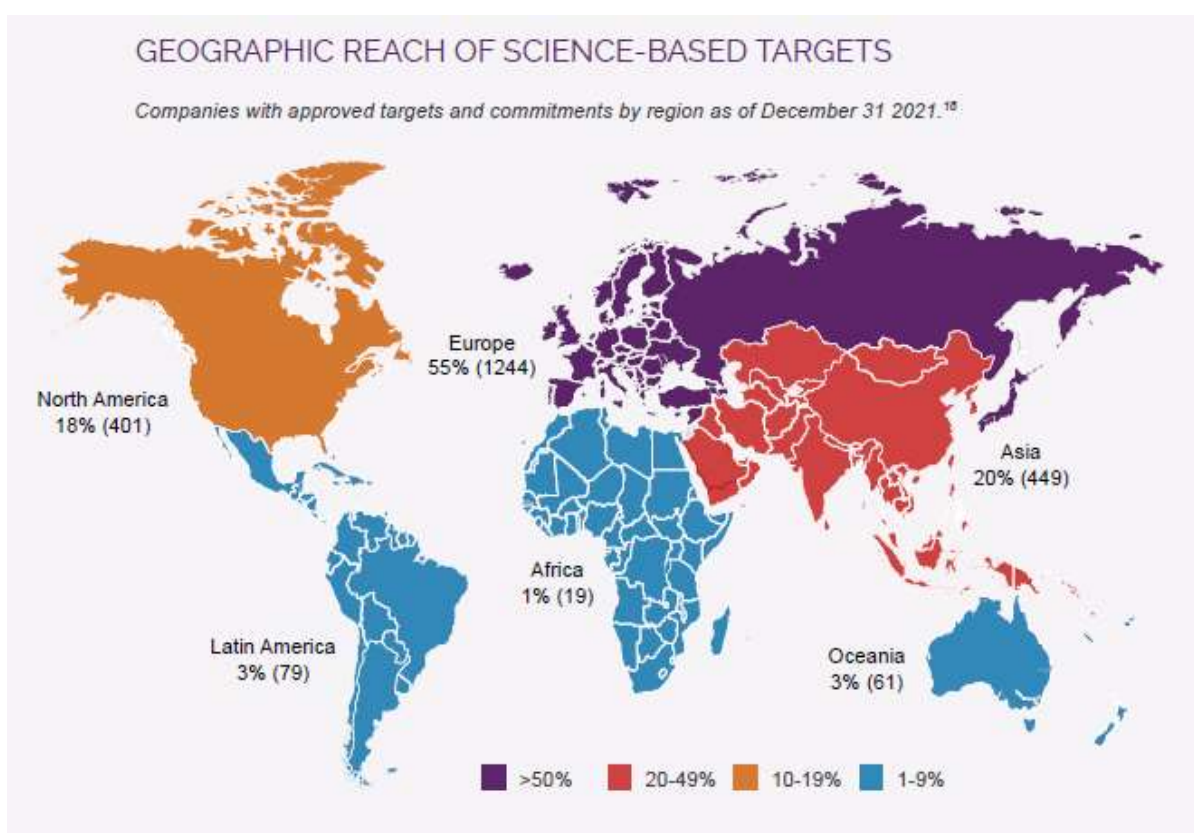 GEOGRAPHIC REACH OF SCIENCE-BASED TARGETS
Companies with approved targets and commitments by region as of December 31 2021.¹⁶
Europe
55% (1244)
North America
18% (401)
Asia
20% (449)
Africa
1% (19)
Latin America
3% (79)
Oceania
3% (61)
>50%
20-49%
10-19%
1-9%